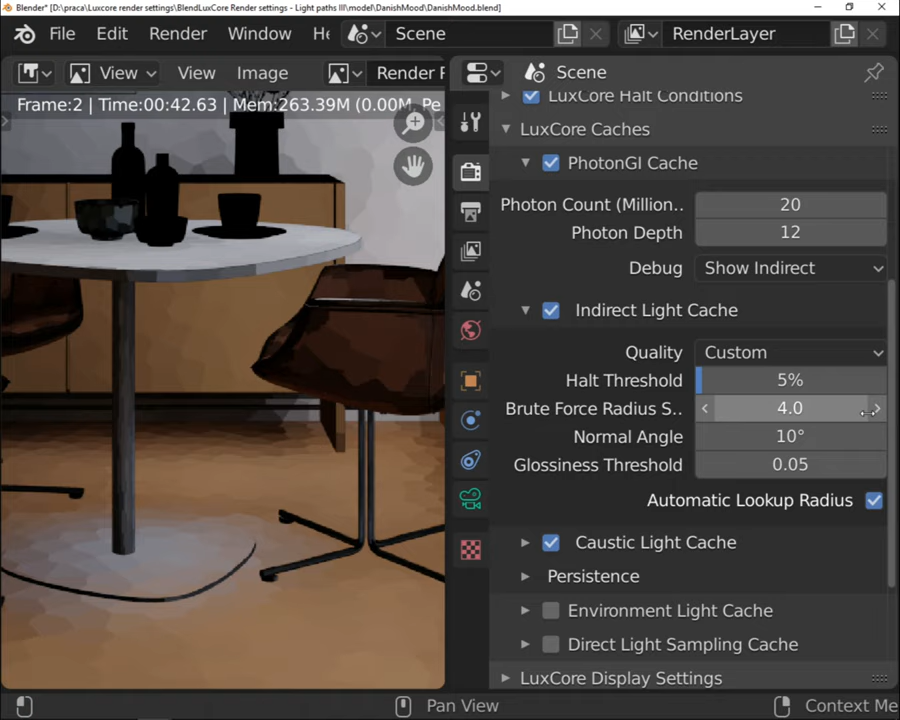 Blender* [D:\praca\Luxcore render settings\BlendLuxCore Render settings - Light paths III\model\DanishMood\DanishMood.blend]
File Edit Render Window He Scene RenderLayer
View View Image Render R Scene
Frame:2 | Time:00:42.63 | Mem:263.39M (0.00M, Pe
LuxCore Halt Conditions
LuxCore Caches
PhotonGI Cache
Photon Count (Million.. 20
Photon Depth 12
Debug Show Indirect
Indirect Light Cache
Quality Custom
Halt Threshold 5%
Brute Force Radius S.. 4.0
Normal Angle 10°
Glossiness Threshold 0.05
Automatic Lookup Radius
Caustic Light Cache
Persistence
Environment Light Cache
Direct Light Sampling Cache
LuxCore Display Settings
Pan View Context Me